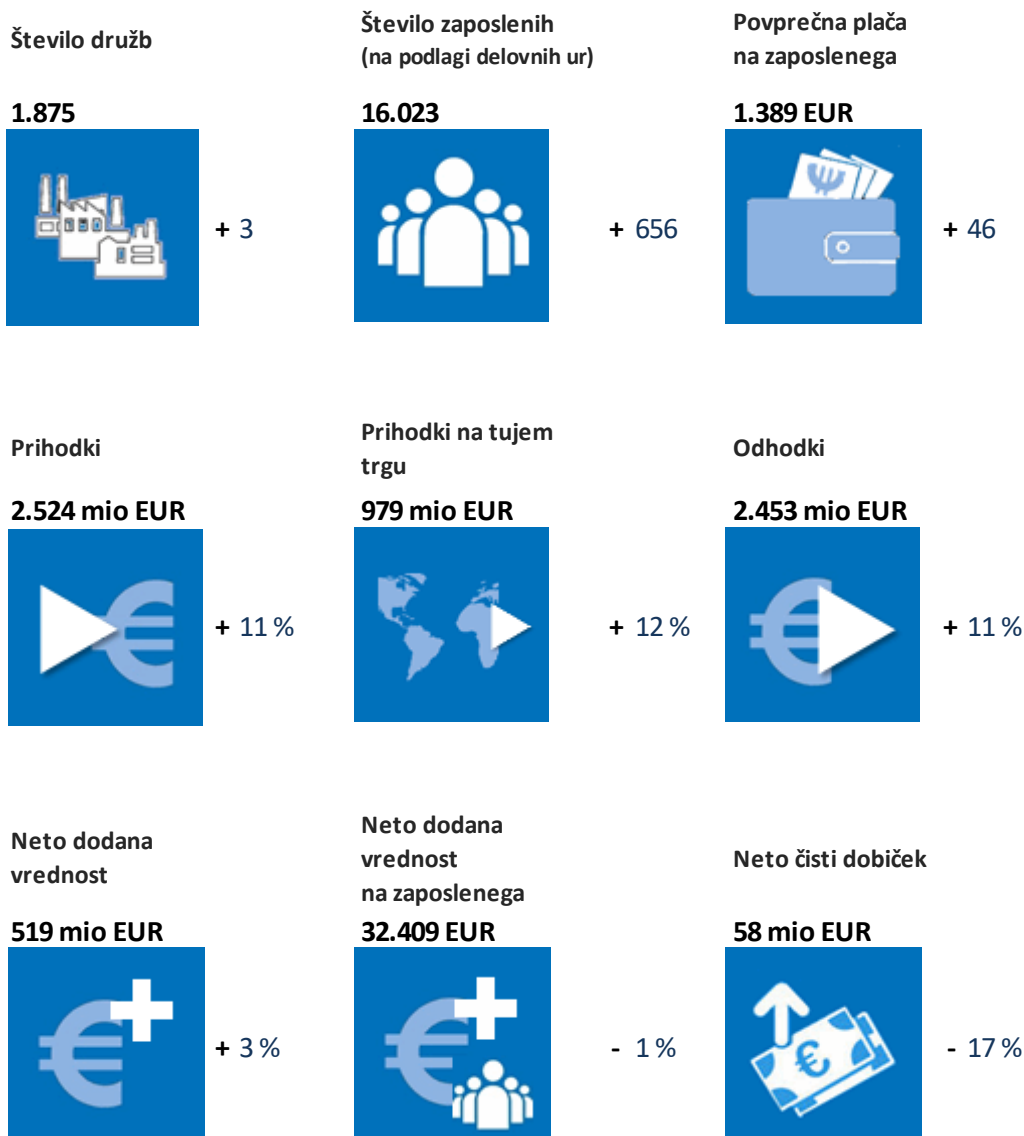 Število družb
1.875
+ 3
Število zaposlenih
(na podlagi delovnih ur)
16.023
+ 656
Povprečna plača
na zaposlenega
1.389 EUR
+ 46
Prihodki
2.524 mio EUR
€
+ 11 %
Prihodki na tujem
trgu
979 mio EUR
+ 12 %
Odhodki
2.453 mio EUR
€
+ 11 %
Neto dodana
vrednost
519 mio EUR
€+
+ 3 %
Neto dodana
vrednost
na zaposlenega
32.409 EUR
€+
- 1 %
Neto čisti dobiček
58 mio EUR
€
- 17 %